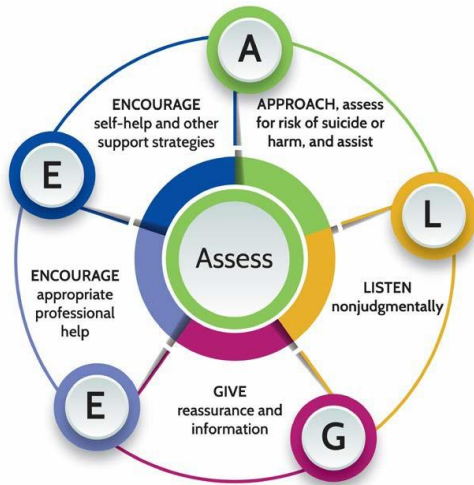 A
APPROACH, assess
for risk of suicide or
harm, and assist
L
LISTEN
nonjudgmentally
G
GIVE
reassurance and
information
E
ENCOURAGE
appropriate
professional
help
E
ENCOURAGE
self-help and other
support strategies
Assess